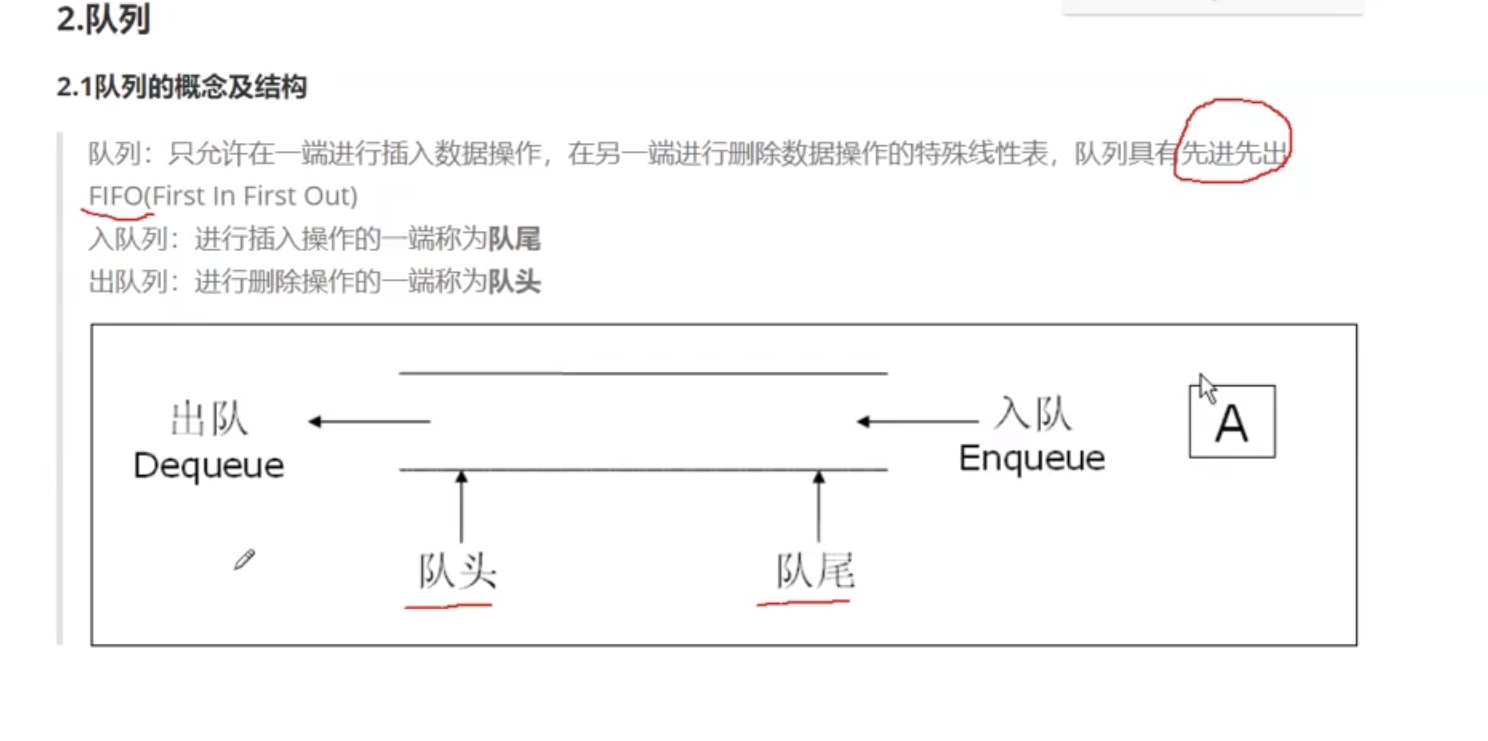 2.队列
2.1队列的概念及结构
队列：只允许在一端进行插入数据操作，在另一端进行删除数据操作的特殊线性表，队列具有先进先出
FIFO(First In First Out)
入队列：进行插入操作的一端称为队尾
出队列：进行删除操作的一端称为队头
出队
Dequeue
入队
Enqueue
A
队头
队尾